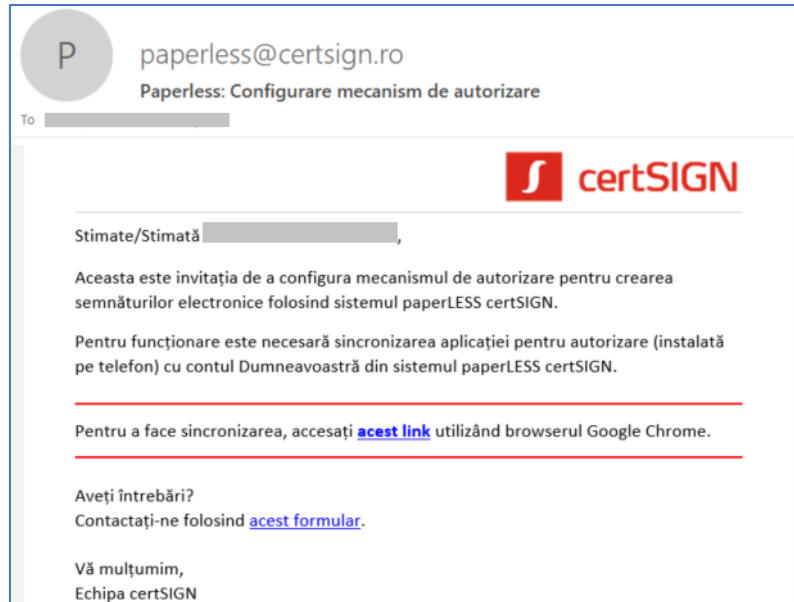 P
paperless@certsign.ro
Paperless: Configurare mecanism de autorizare
To
certSIGN
Stimate/Stimată ,
Aceasta este invitația de a configura mecanismul de autorizare pentru crearea
semnăturilor electronice folosind sistemul paperLESS certSIGN.
Pentru funcționare este necesară sincronizarea aplicației pentru autorizare (instalată
pe telefon) cu contul Dumneavoastră din sistemul paperLESS certSIGN.
Pentru a face sincronizarea, accesați acest link utilizând browserul Google Chrome.
Aveți întrebări?
Contactați-ne folosind acest formular.
Vă mulțumim,
Echipa certSIGN